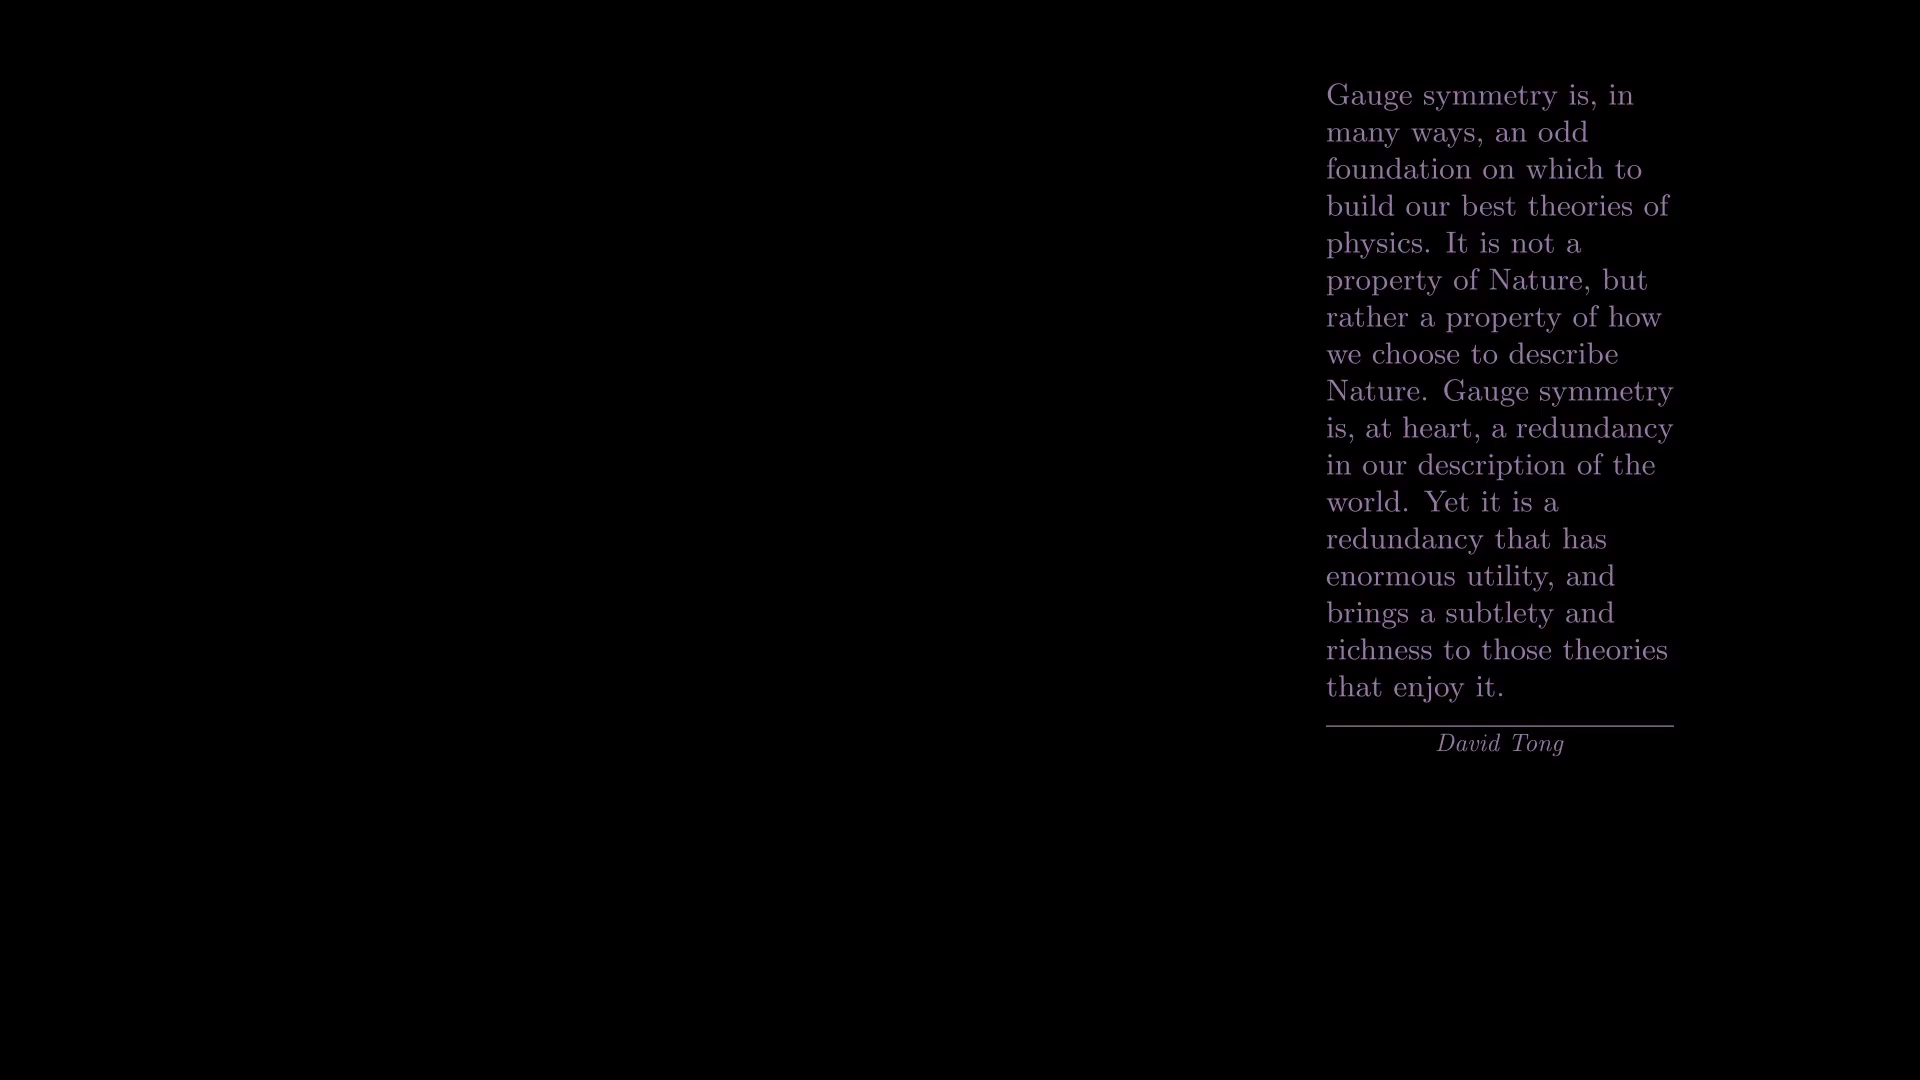 Gauge symmetry is, in
many ways, an odd
foundation on which to
build our best theories of
physics. It is not a
property of Nature, but
rather a property of how
we choose to describe
Nature. Gauge symmetry
is, at heart, a redundancy
in our description of the
world. Yet it is a
redundancy that has
enormous utility, and
brings a subtlety and
richness to those theories
that enjoy it.
David Tong